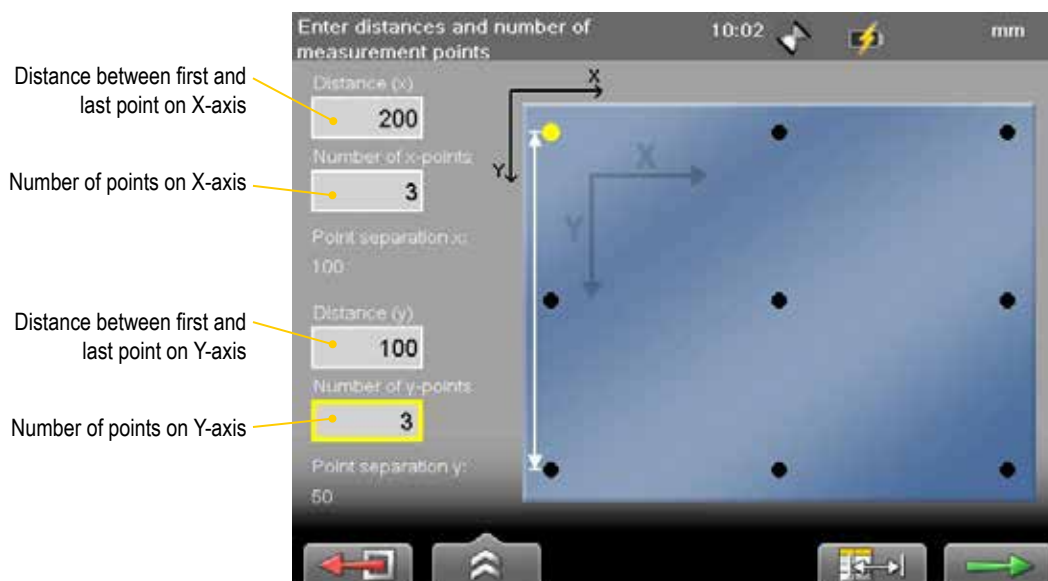 Enter distances and number of
measurement points
10:02
mm
Distance between first and
last point on X-axis
Distance (x)
200
Number of points on X-axis
Number of x-points:
3
Point separation x:
100
Distance between first and
last point on Y-axis
Distance (y)
100
Number of points on Y-axis
Number of y-points
3
Point separation y:
50
X
Y
X
Y